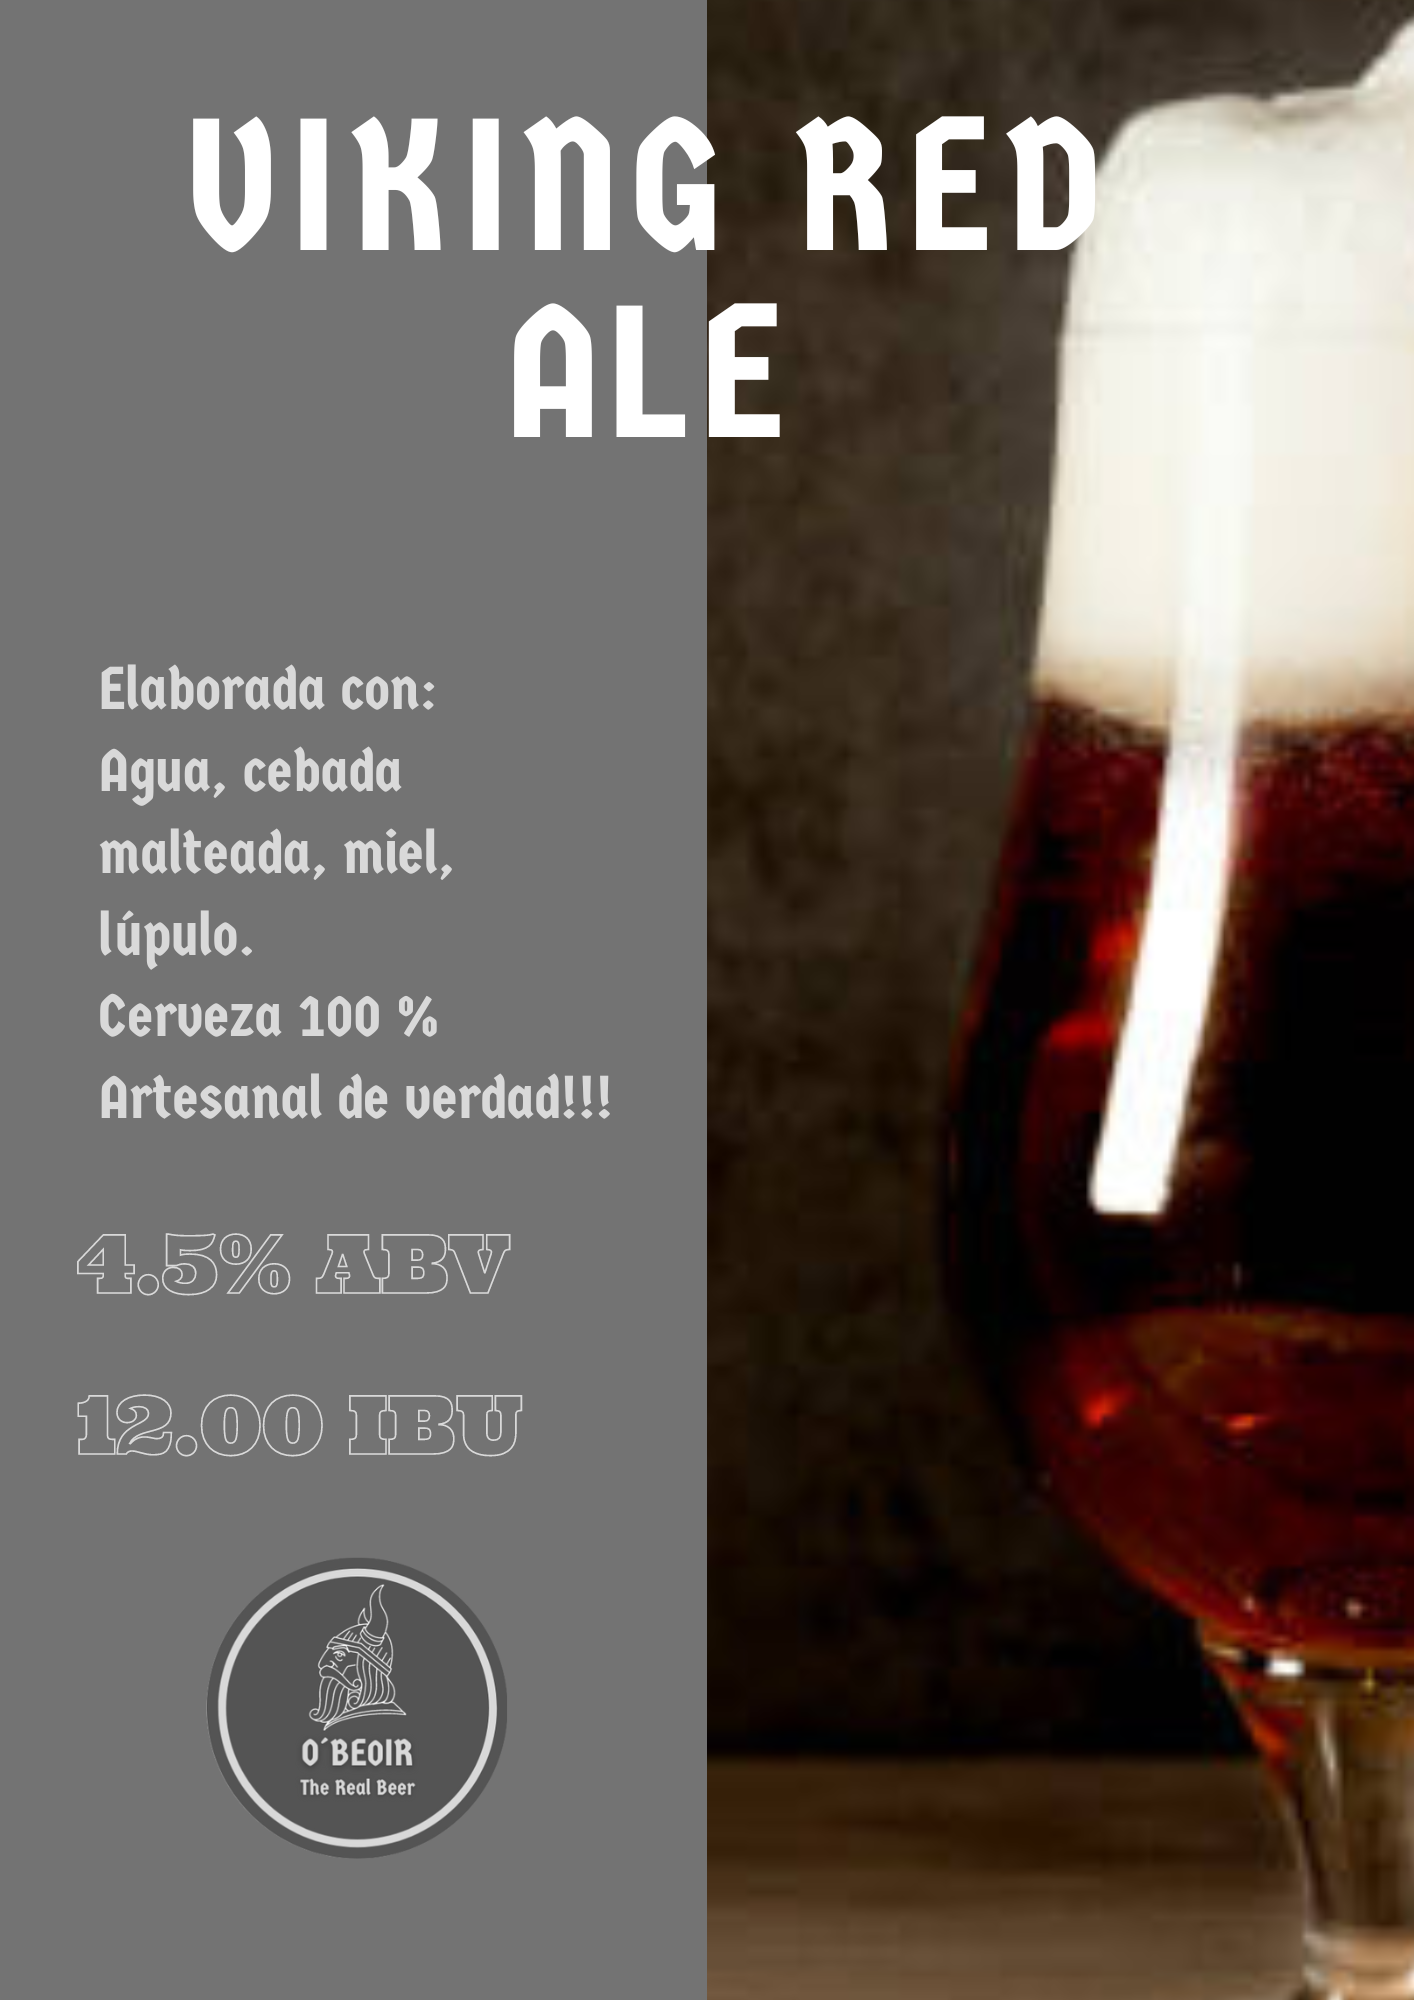 VIKING RED
ALE
Elaborada con:
Agua, cebada
malteada, miel,
lúpulo.
Cerveza 100 %
Artesanal de verdad!!!
4.5% ABV
12.00 IBU
O´BEOIR
The Real Beer